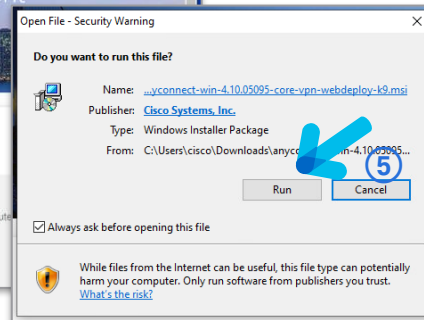 Open File - Security Warning
Do you want to run this file?
Name: ...yconnect-win-4.10.05095-core-vpn-webdeploy-k9.msi
Publisher: Cisco Systems, Inc.
Type: Windows Installer Package
From: C:\Users\cisco\Downloads\anyco n-4.10.05095...
5
Run Cancel
Always ask before opening this file
While files from the Internet can be useful, this file type can potentially
harm your computer. Only run software from publishers you trust.
What's the risk?